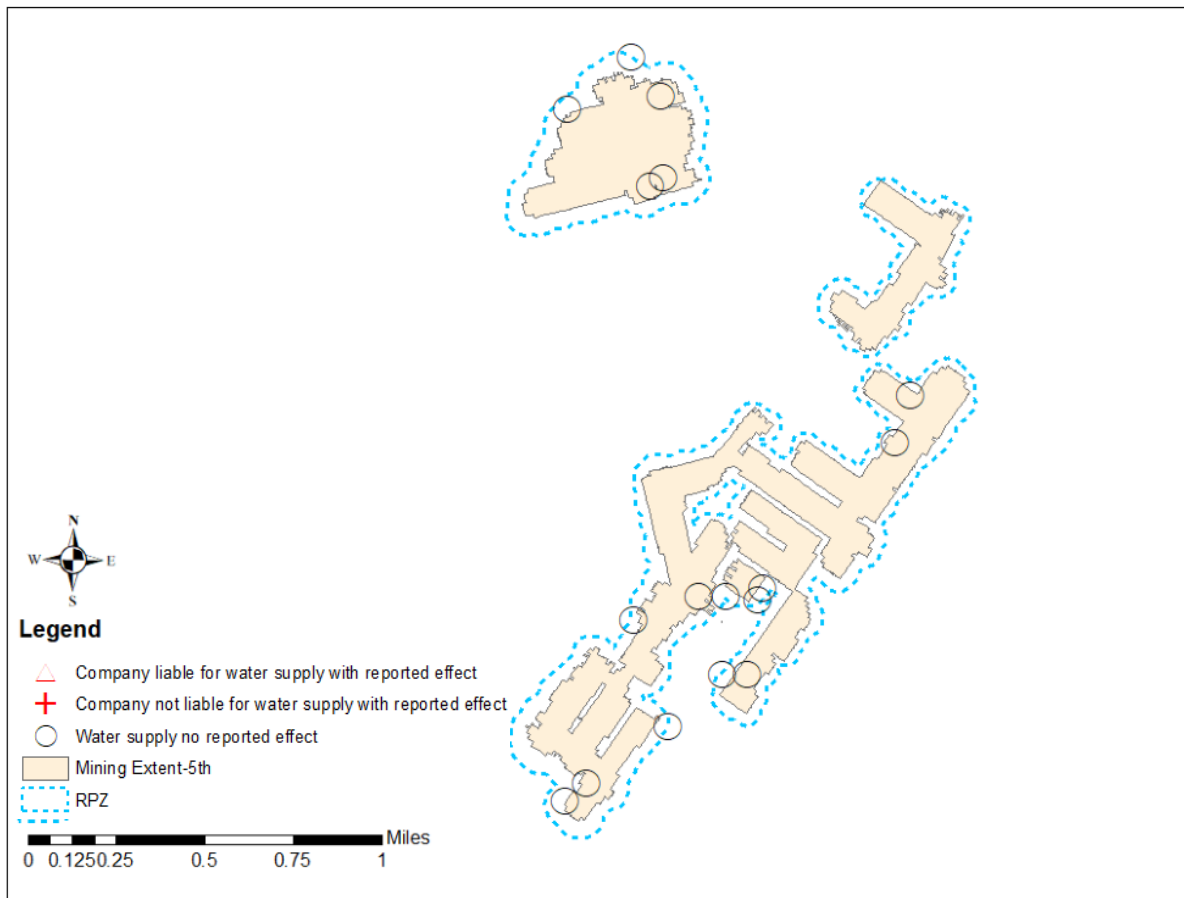 N
W E
S
Legend
Company liable for water supply with reported effect
Company not liable for water supply with reported effect
Water supply no reported effect
Mining Extent-5th
RPZ
Miles
0 0.1250.25 0.5 0.75 1